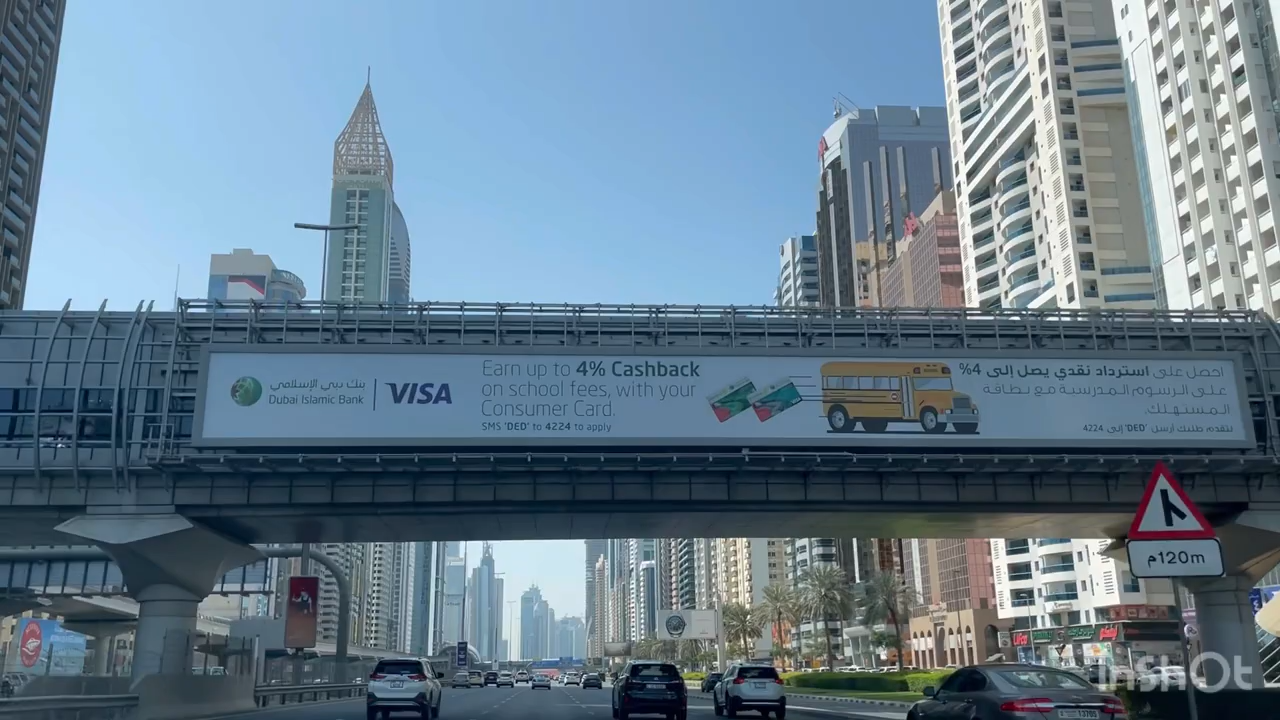 بنك دبي الإسلامي
Dubai Islamic Bank
VISA
Earn up to 4% Cashback
on school fees, with your
Consumer Card.
SMS 'DED' to 4224 to apply
احصل على استرداد نقدي يصل إلى 4%
على الرسوم المدرسية مع بطاقة
المستهلك.
لتقديم طلبك أرسل 'DED' إلى 4224
120m م
InShOt